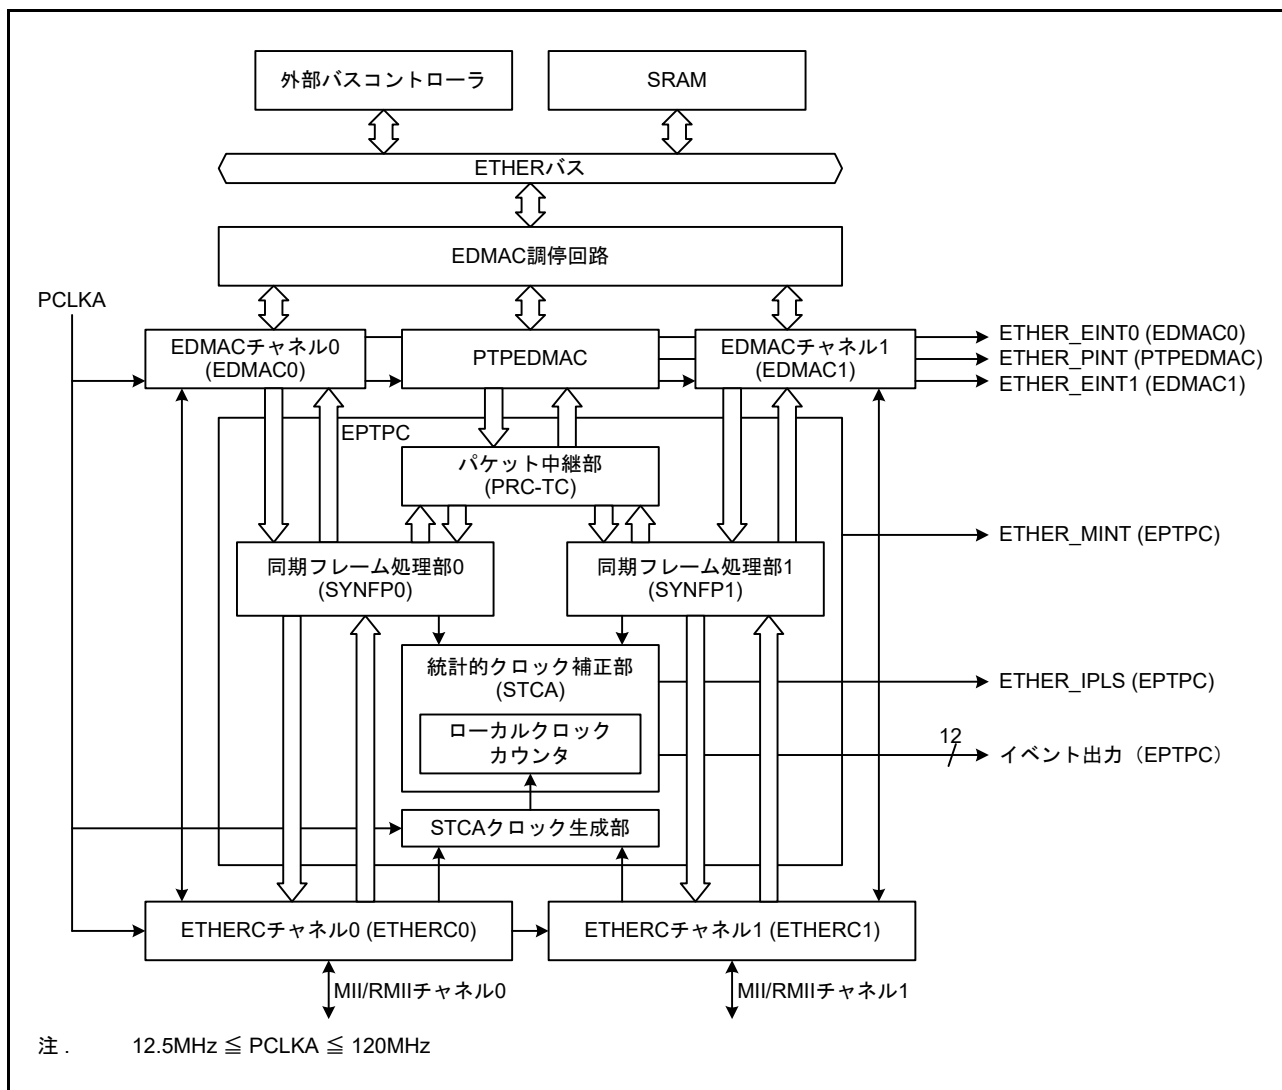 外部バスコントローラ
SRAM
ETHERバス
EDMAC調停回路
PCLKA
EDMACチャネル0
(EDMAC0)
PTPEDMAC
EDMACチャネル1
(EDMAC1)
ETHER_EINT0 (EDMAC0)
ETHER_PINT (PTPEDMAC)
ETHER_EINT1 (EDMAC1)
EPTPC
パケット中継部
(PRC-TC)
ETHER_MINT (EPTPC)
同期フレーム処理部0
(SYNFP0)
同期フレーム処理部1
(SYNFP1)
統計的クロック補正部
(STCA)
ETHER_IPLS (EPTPC)
ローカルクロック
カウンタ
12
イベント出力（EPTPC）
STCAクロック生成部
ETHERCチャネル0 (ETHERC0)
ETHERCチャネル1 (ETHERC1)
MII/RMIIチャネル0
MII/RMIIチャネル1
注 . 12.5MHz ≦ PCLKA ≦ 120MHz